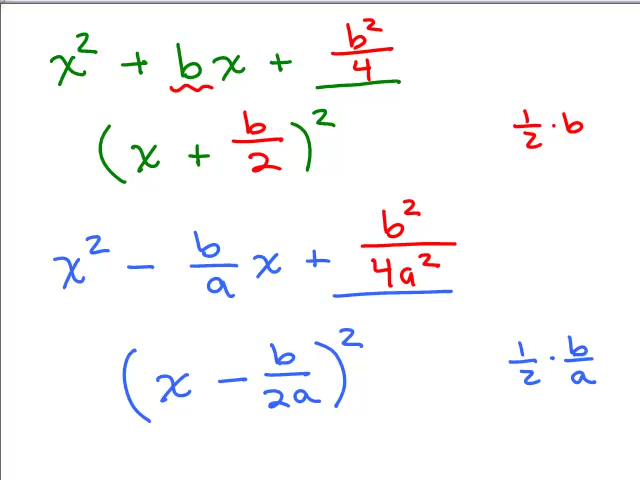 x² + bx + b²/4
(x + b/2)² 1/2 · b
x² − b/a x + b²/4a²
(x − b/2a)² 1/2 · b/a